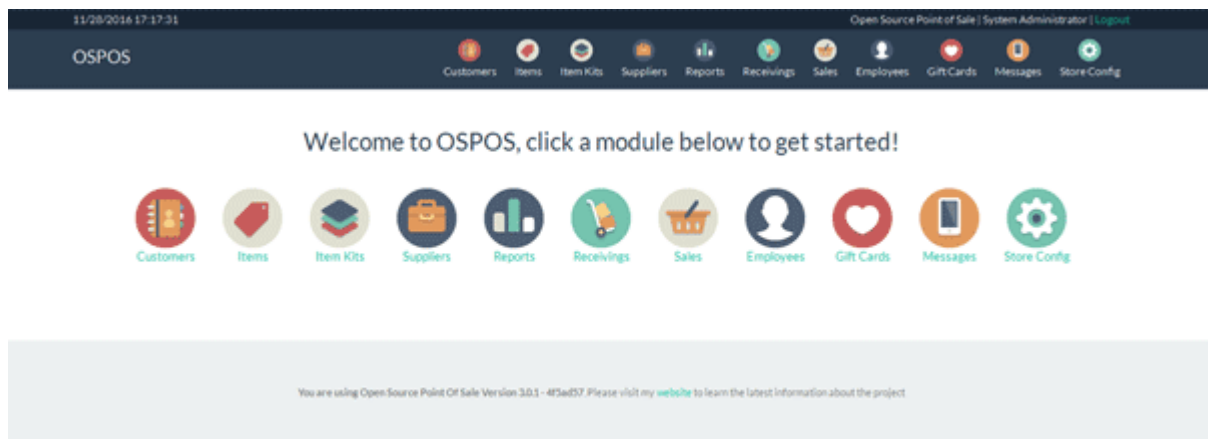 11/28/2016 17:17:31
Open Source Point of Sale | System Administrator | Logout
OSPOS
Customers Items Item Kits Suppliers Reports Receivings Sales Employees Gift Cards Messages Store Config
Welcome to OSPOS, click a module below to get started!
Customers Items Item Kits Suppliers Reports Receivings Sales Employees Gift Cards Messages Store Config
You are using Open Source Point Of Sale Version 3.0.1 - 4f5ad57. Please visit my website to learn the latest information about the project